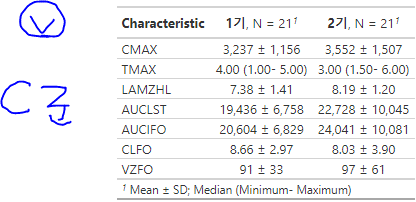 V
C
Characteristic 1기, N = 21¹ 2기, N = 21¹
CMAX 3,237 ± 1,156 3,552 ± 1,507
TMAX 4.00 (1.00- 5.00) 3.00 (1.50- 6.00)
LAMZHL 7.38 ± 1.41 8.19 ± 1.20
AUCLST 19,436 ± 6,758 22,728 ± 10,045
AUCIFO 20,604 ± 6,829 24,041 ± 10,081
CLFO 8.66 ± 2.97 8.03 ± 3.90
VZFO 91 ± 33 97 ± 61
¹ Mean ± SD; Median (Minimum- Maximum)